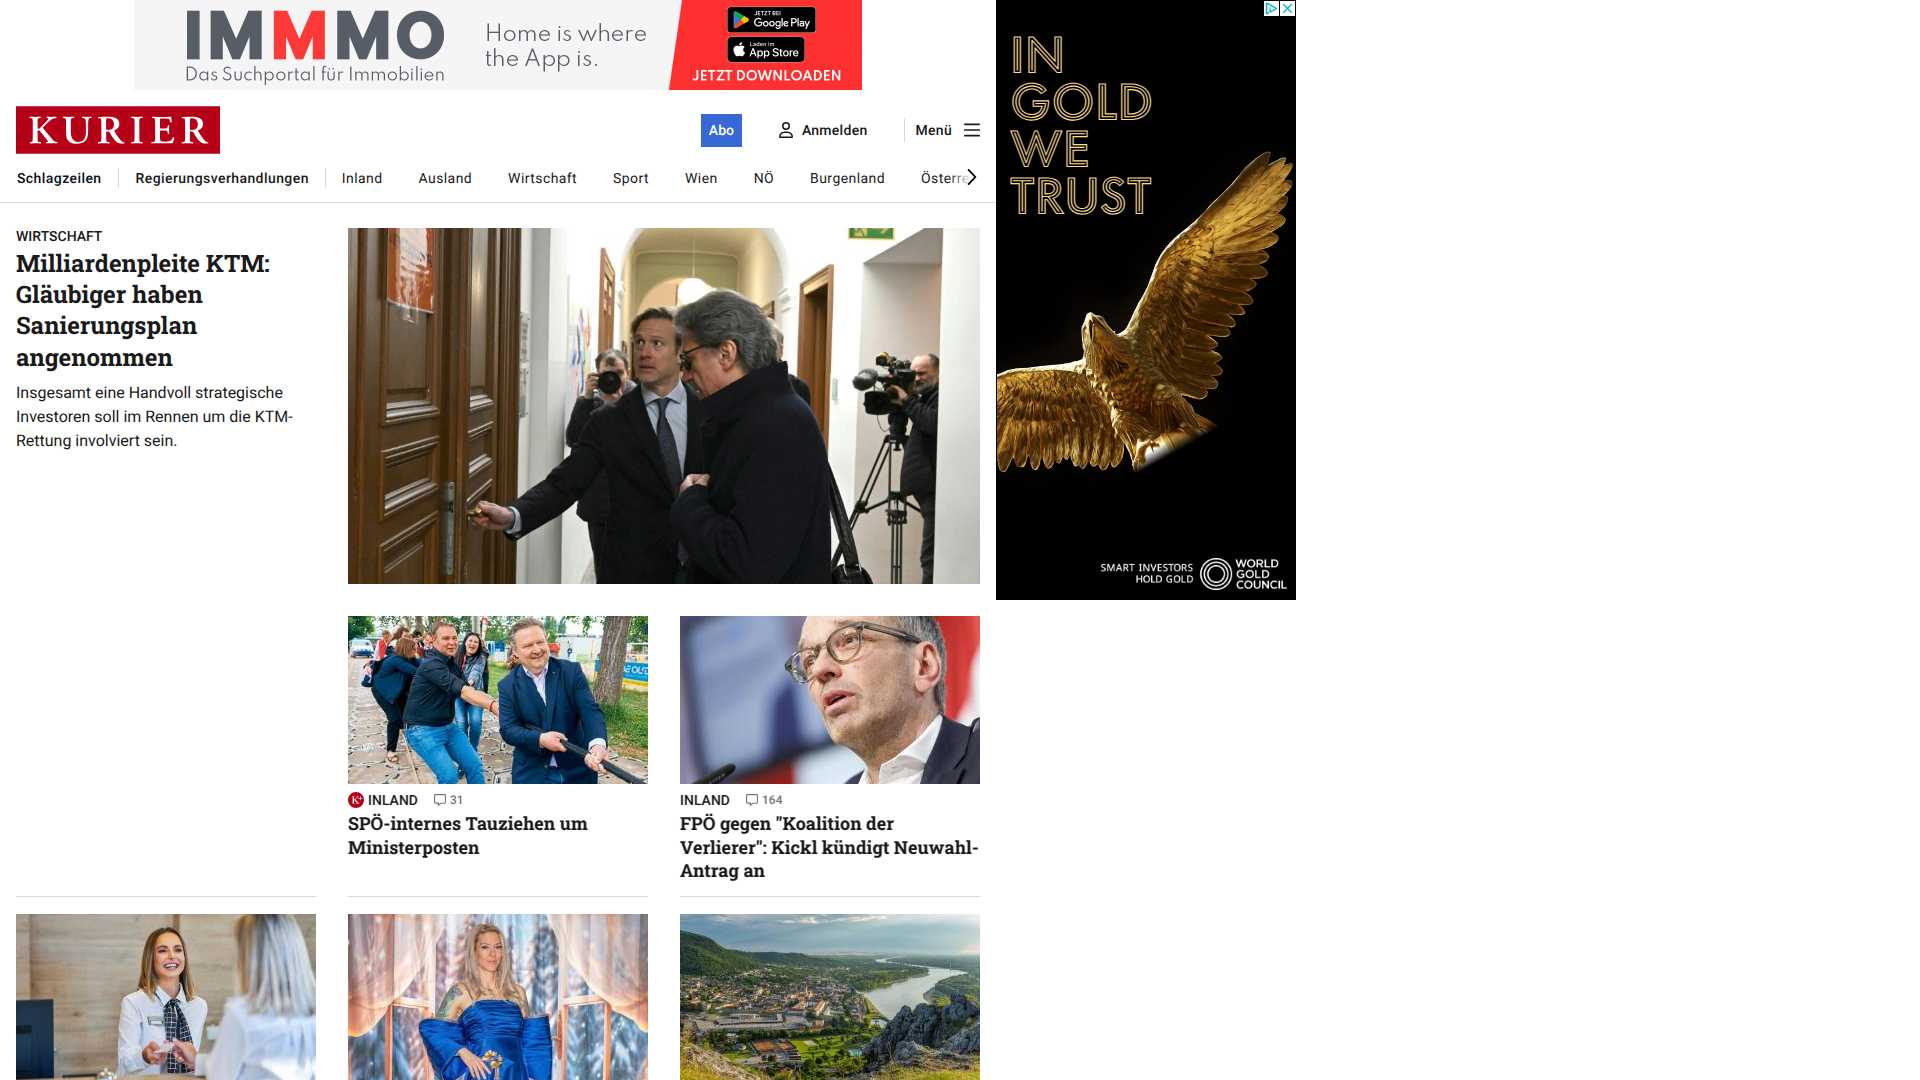 IMMMO
Das Suchportal für Immobilien
Home is where
the App is.
JETZT BEI
Google Play
Laden im
App Store
JETZT DOWNLOADEN
IN
GOLD
WE
TRUST
SMART INVESTORS
HOLD GOLD
WORLD
GOLD
COUNCIL
KURIER
Abo
Anmelden
Menü
Schlagzeilen
Regierungsverhandlungen
Inland
Ausland
Wirtschaft
Sport
Wien
NÖ
Burgenland
Österre
WIRTSCHAFT
Milliardenpleite KTM:
Gläubiger haben
Sanierungsplan
angenommen
Insgesamt eine Handvoll strategische
Investoren soll im Rennen um die KTM-
Rettung involviert sein.
K+ INLAND 31
SPÖ-internes Tauziehen um
Ministerposten
INLAND 164
FPÖ gegen "Koalition der
Verlierer": Kickl kündigt Neuwahl-
Antrag an